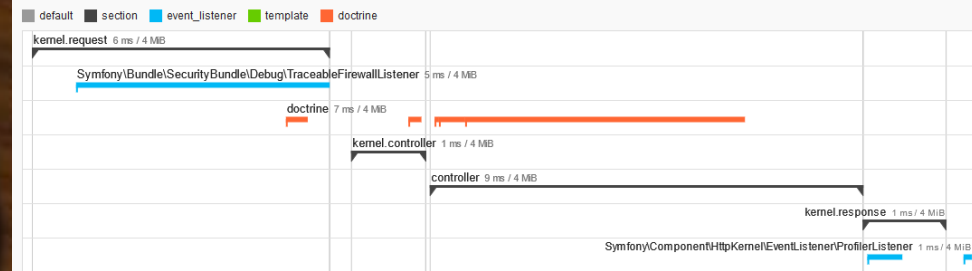 default section event_listener template doctrine
kernel.request 6 ms / 4 MiB
Symfony\Bundle\SecurityBundle\Debug\TraceableFirewallListener 5 ms / 4 MiB
doctrine 7 ms / 4 MiB
kernel.controller 1 ms / 4 MiB
controller 9 ms / 4 MiB
kernel.response 1 ms / 4 MiB
Symfony\Component\HttpKernel\EventListener\ProfilerListener 1 ms / 4 MiB